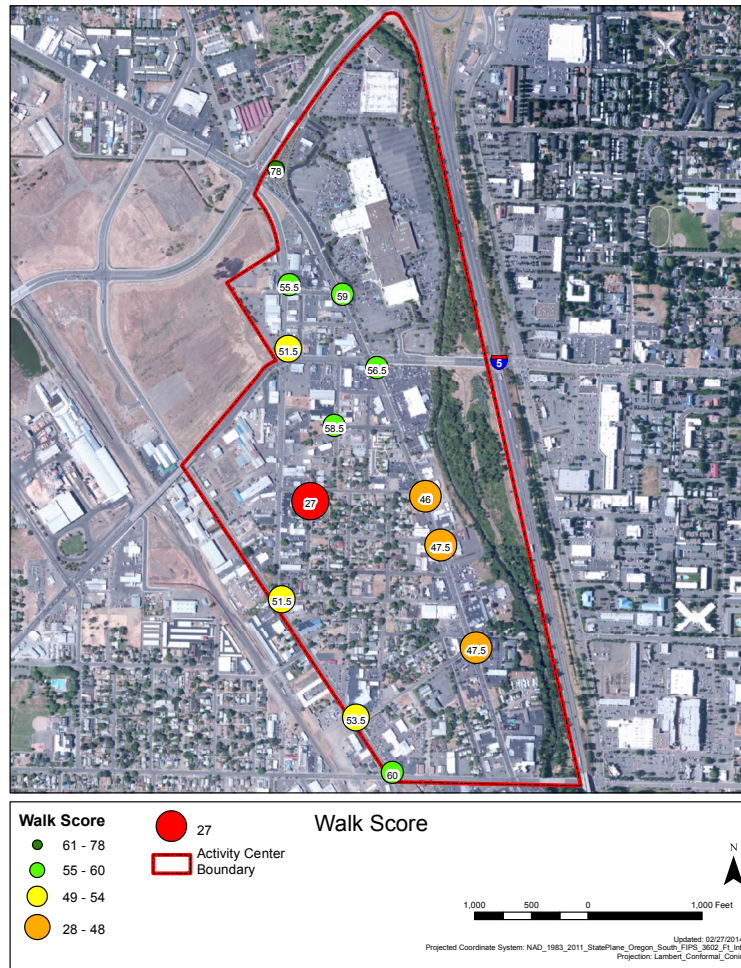 78
55.5
59
51.5
56.5
5
58.5
27
46
47.5
51.5
47.5
53.5
60
Walk Score
61 - 78
55 - 60
49 - 54
28 - 48
27
Activity Center
Boundary
Walk Score
N
1,000 500 0 1,000 Feet
Updated: 02/27/2014
Projected Coordinate System: NAD_1983_2011_StatePlane_Oregon_South_FIPS_3602_Ft_Int
Projection: Lambert_Conformal_Conic